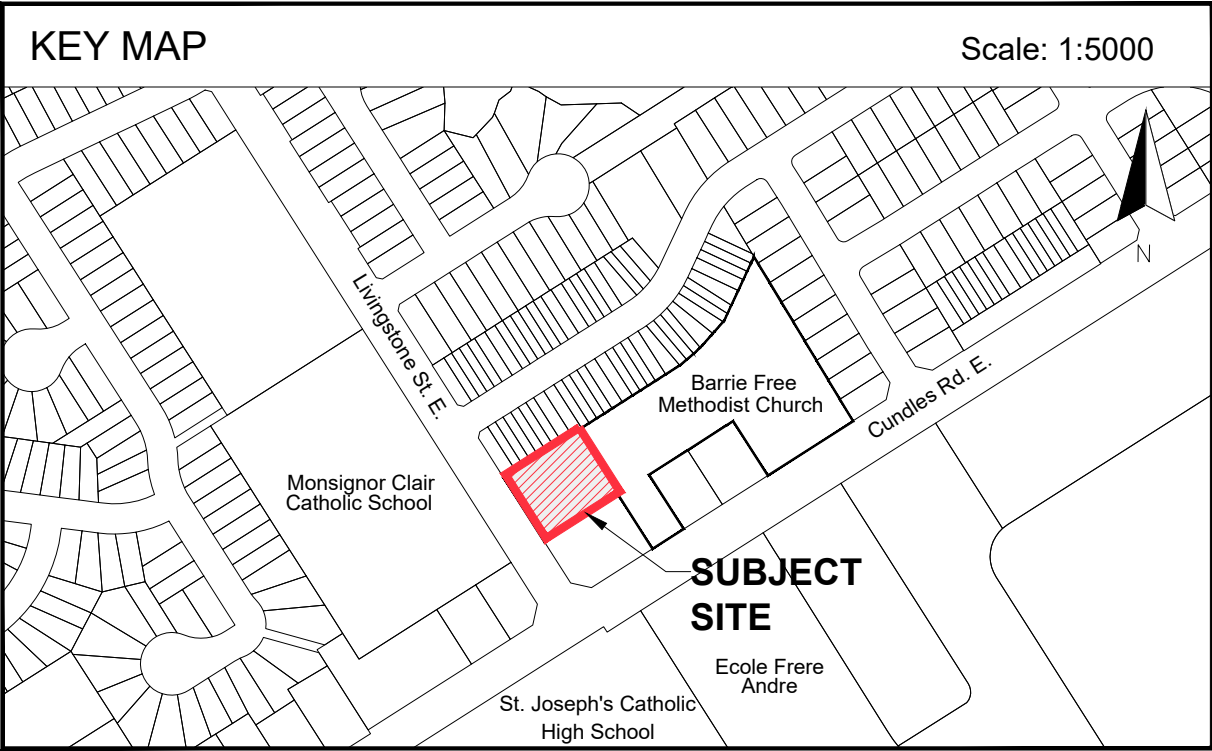 KEY MAP
Scale: 1:5000
N
Livingstone St. E.
Barrie Free
Methodist Church
Cundles Rd. E.
Monsignor Clair
Catholic School
SUBJECT
SITE
Ecole Frere
Andre
St. Joseph's Catholic
High School